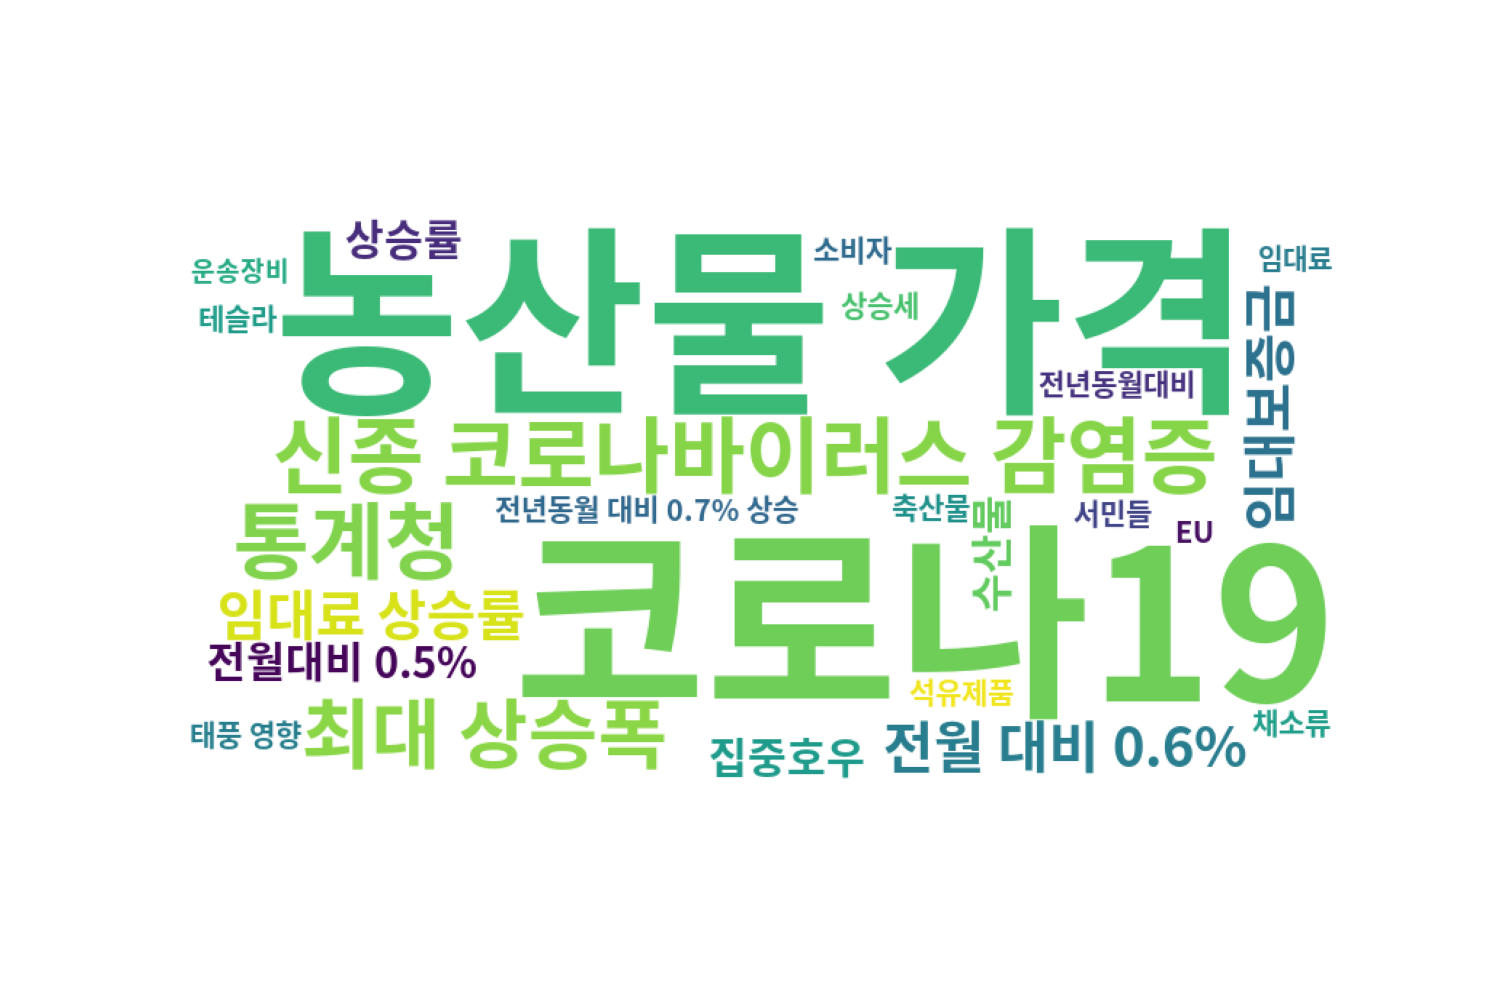 상승률
농산물 가격
소비자
임대료
운송장비
테슬라
상승세
임대보증금
전년동월대비
신종 코로나바이러스 감염증
통계청
전년동월 대비 0.7% 상승
축산물
수산물
서민들
EU
코로나19
임대료 상승률
전월대비 0.5%
석유제품
태풍 영향
최대 상승폭
집중호우
전월 대비 0.6%
채소류